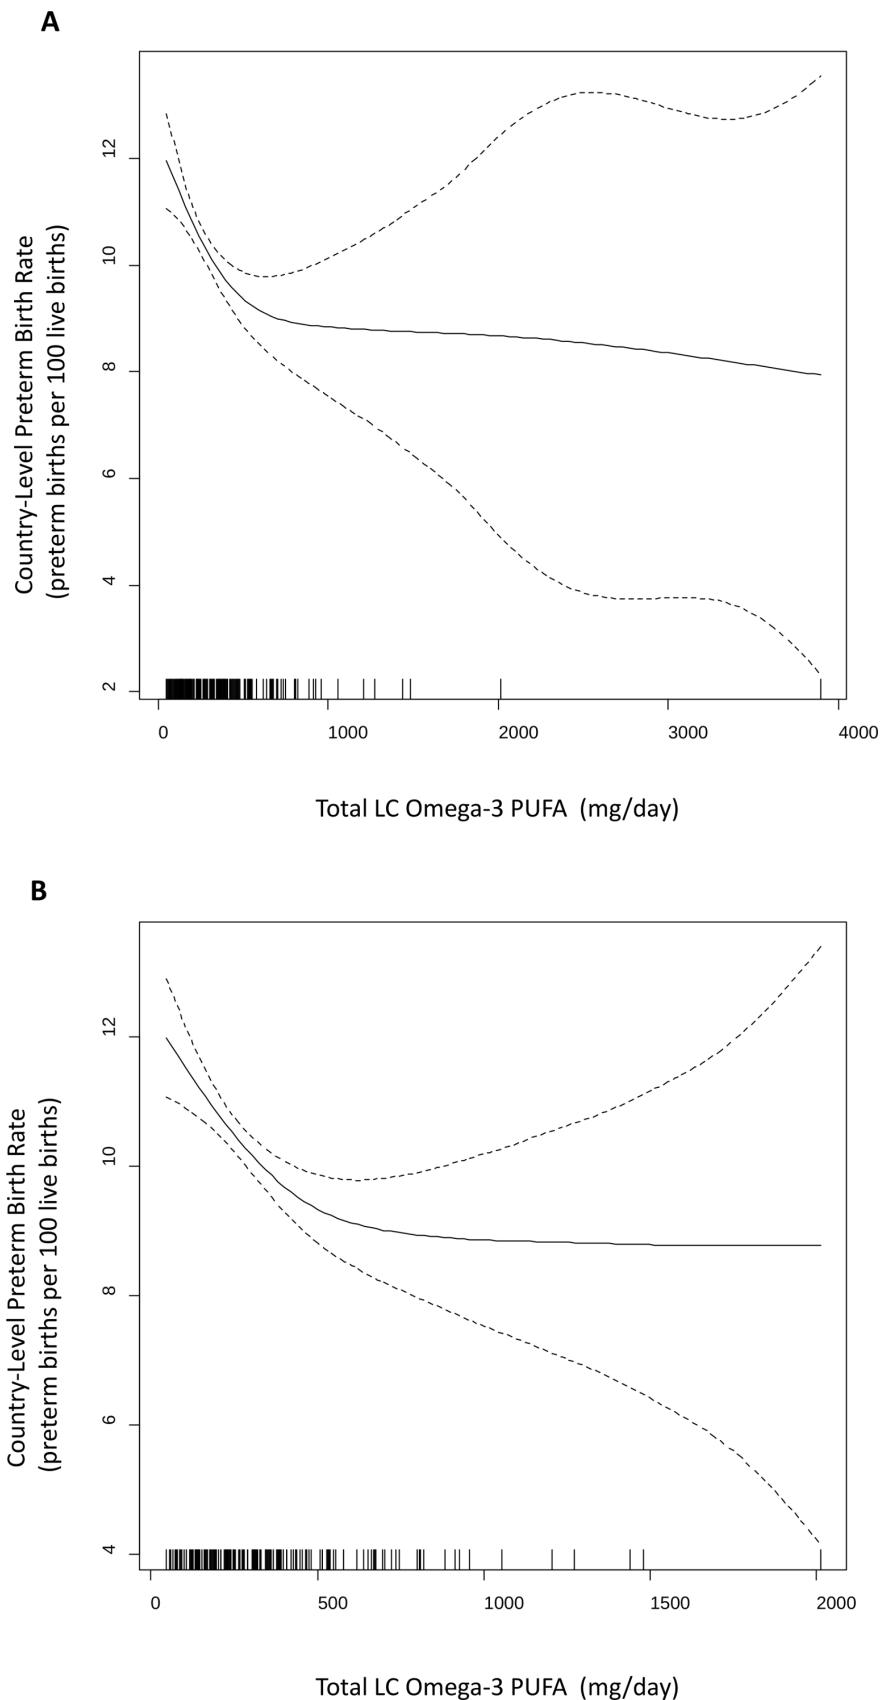 A
Country-Level Preterm Birth Rate
(preterm births per 100 live births)
12
10
8
6
4
2
0 1000 2000 3000 4000
Total LC Omega-3 PUFA (mg/day)
B
Country-Level Preterm Birth Rate
(preterm births per 100 live births)
12
10
8
6
4
0 500 1000 1500 2000
Total LC Omega-3 PUFA (mg/day)